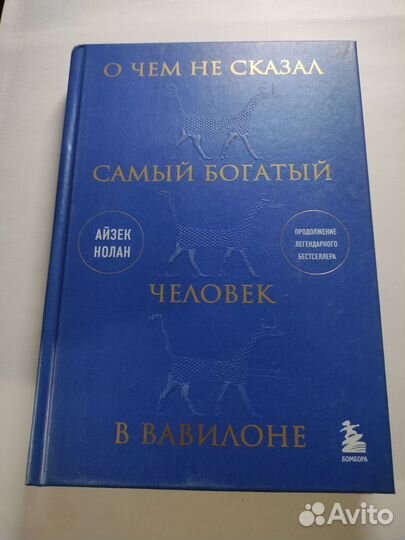 О ЧЕМ НЕ СКАЗАЛ
САМЫЙ БОГАТЫЙ
АЙЗЕК
НОЛАН
ПРОДОЛЖЕНИЕ
ЛЕГЕНДАРНОГО
БЕСТСЕЛЛЕРА
ЧЕЛОВЕК
В ВАВИЛОНЕ
БОМБОРА
Avito